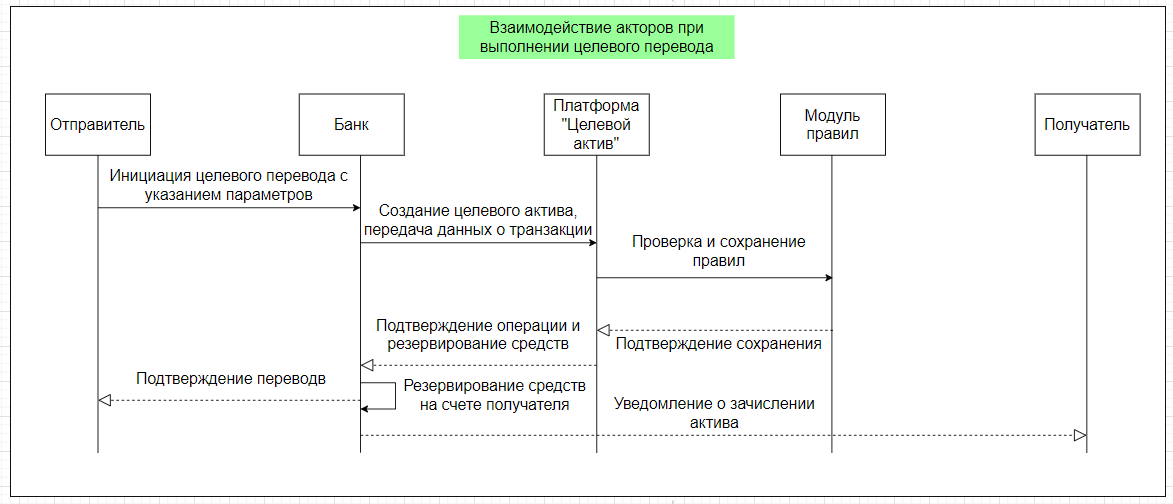 Взаимодействие акторов при
выполнении целевого перевода
Отправитель
Банк
Платформа
"Целевой
актив"
Модуль
правил
Получатель
Инициация целевого перевода с
указанием параметров
Создание целевого актива,
передача данных о транзакции
Проверка и сохранение
правил
Подтверждение сохранения
Подтверждение операции и
резервирование средств
Подтверждение переводв
Резервирование средств
на счете получателя
Уведомление о зачислении
актива